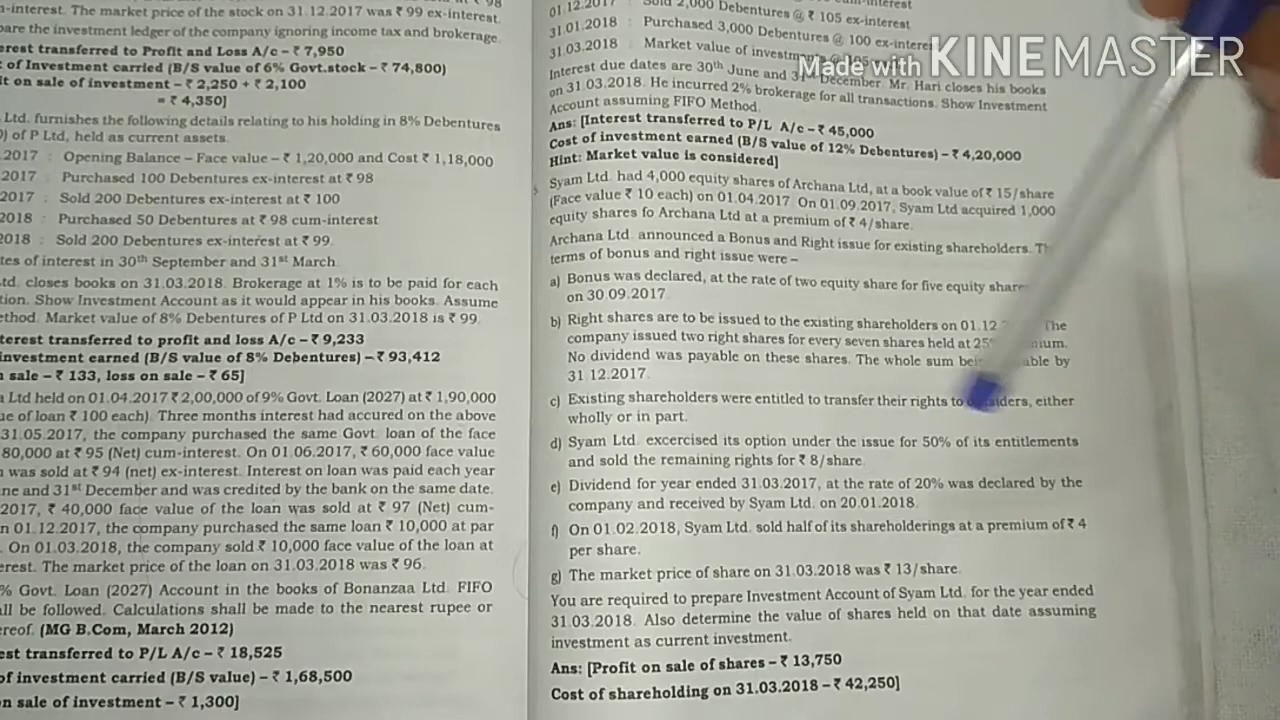 n-interest. The market price of the stock on 31.12.2017 was ₹ 99 ex-interest.
pare the investment ledger of the company ignoring income tax and brokerage.
erest transferred to Profit and Loss A/c – ₹ 7,950
t of Investment carried (B/S value of 6% Govt.stock – ₹ 74,800)
it on sale of investment – ₹ 2,250 + ₹ 2,100
= ₹ 4,350]
Ltd. furnishes the following details relating to his holding in 8% Debentures
) of P Ltd, held as current assets.
2017 : Opening Balance – Face value – ₹ 1,20,000 and Cost ₹ 1,18,000
2017 : Purchased 100 Debentures ex-interest at ₹ 98
2017 : Sold 200 Debentures ex-interest at ₹ 100
2018 : Purchased 50 Debentures at ₹ 98 cum-interest
2018 : Sold 200 Debentures ex-interest at ₹ 99.
tes of interest in 30th September and 31st March.
td. closes books on 31.03.2018. Brokerage at 1% is to be paid for each
tion. Show Investment Account as it would appear in his books. Assume
ethod. Market value of 8% Debentures of P Ltd on 31.03.2018 is ₹ 99.
terest transferred to profit and loss A/c – ₹ 9,233
investment earned (B/S value of 8% Debentures) – ₹ 93,412
n sale – ₹ 133, loss on sale – ₹ 65]
a Ltd held on 01.04.2017 ₹ 2,00,000 of 9% Govt. Loan (2027) at ₹ 1,90,000
ue of loan ₹ 100 each). Three months interest had accured on the above
31.05.2017, the company purchased the same Govt. loan of the face
80,000 at ₹ 95 (Net) cum-interest. On 01.06.2017, ₹ 60,000 face value
n was sold at ₹ 94 (net) ex-interest. Interest on loan was paid each year
ne and 31st December and was credited by the bank on the same date.
2017, ₹ 40,000 face value of the loan was sold at ₹ 97 (Net) cum-
n 01.12.2017, the company purchased the same loan ₹ 10,000 at par
. On 01.03.2018, the company sold ₹ 10,000 face value of the loan at
erest. The market price of the loan on 31.03.2018 was ₹ 96.
% Govt. Loan (2027) Account in the books of Bonanzaa Ltd. FIFO
all be followed. Calculations shall be made to the nearest rupee or
ereof. (MG B.Com, March 2012)
est transferred to P/L A/c – ₹ 18,525
of investment carried (B/S value) – ₹ 1,68,500
n sale of investment – ₹ 1,300]
01.12.2017 : Sold 2,000 Debentures @ ₹ 105 ex-interest
31.01.2018 : Purchased 3,000 Debentures @ 100 ex-interes
31.03.2018 : Market value of investments @ 105
Interest due dates are 30th June and 31st December. Mr. Hari closes his books
on 31.03.2018. He incurred 2% brokerage for all transactions. Show Investment
Account assuming FIFO Method.
Ans: [Interest transferred to P/L A/c – ₹ 45,000
Cost of investment earned (B/S value of 12% Debentures) – ₹ 4,20,000
Hint: Market value is considered]
Syam Ltd. had 4,000 equity shares of Archana Ltd, at a book value of ₹ 15/share
(Face value ₹ 10 each) on 01.04.2017. On 01.09.2017, Syam Ltd acquired 1,000
equity shares fo Archana Ltd at a premium of ₹ 4/share.
Archana Ltd. announced a Bonus and Right issue for existing shareholders. Th
terms of bonus and right issue were –
a) Bonus was declared, at the rate of two equity share for five equity share
on 30.09.2017.
b) Right shares are to be issued to the existing shareholders on 01.12 The
company issued two right shares for every seven shares held at 25% ium.
No dividend was payable on these shares. The whole sum bei able by
31.12.2017.
c) Existing shareholders were entitled to transfer their rights to iders, either
wholly or in part.
d) Syam Ltd. excercised its option under the issue for 50% of its entitlements
and sold the remaining rights for ₹ 8/share.
e) Dividend for year ended 31.03.2017, at the rate of 20% was declared by the
company and received by Syam Ltd. on 20.01.2018.
f) On 01.02.2018, Syam Ltd. sold half of its shareholderings at a premium of ₹ 4
per share.
g) The market price of share on 31.03.2018 was ₹ 13/share.
You are required to prepare Investment Account of Syam Ltd. for the year ended
31.03.2018. Also determine the value of shares held on that date assuming
investment as current investment.
Ans: [Profit on sale of shares – ₹ 13,750
Cost of shareholding on 31.03.2018 – ₹ 42,250]
Made with KINEMASTER